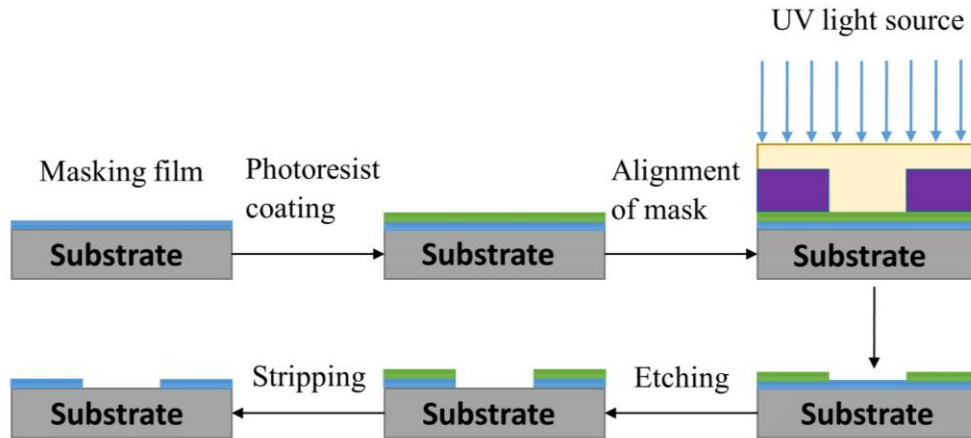 UV light source
Masking film
Photoresist
coating
Alignment
of mask
Substrate
Substrate
Substrate
Stripping
Etching
Substrate
Substrate
Substrate